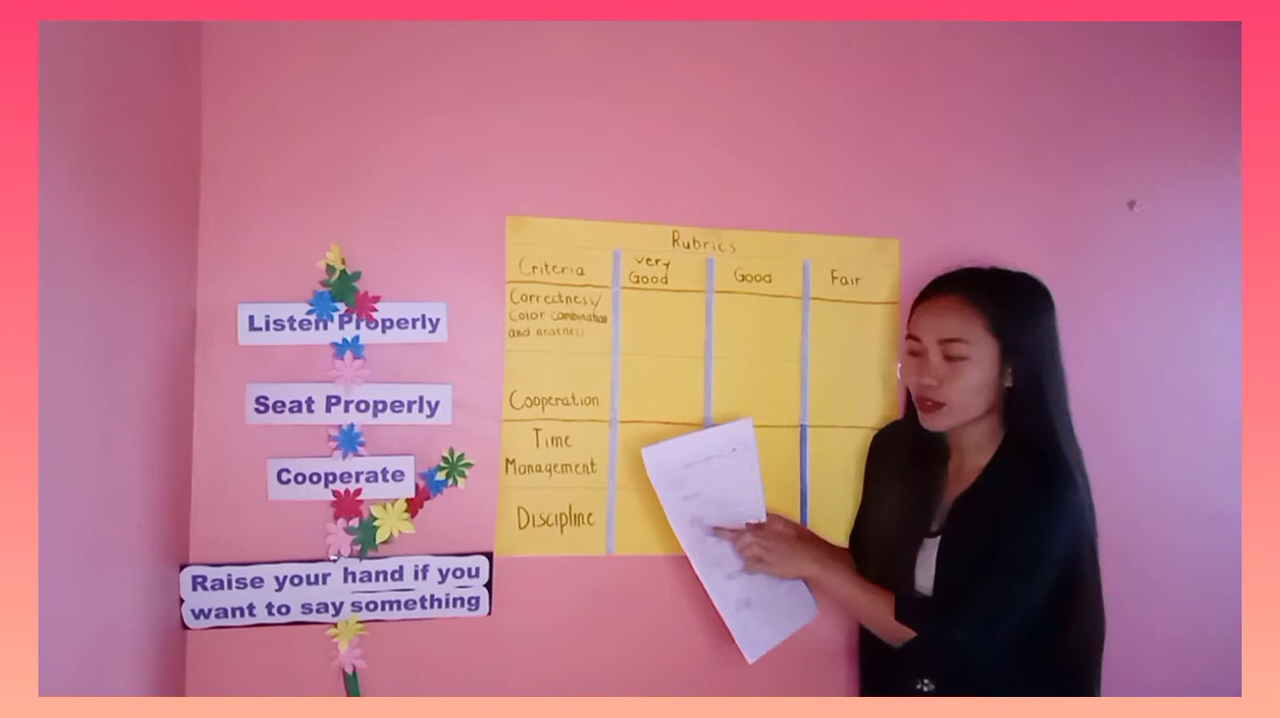 Listen Properly
Seat Properly
Cooperate
Raise your hand if you
want to say something
Rubrics
Criteria
very
Good
Good
Fair
Correctness/
Color combination
and neatness
Cooperation
Time
Management
Discipline